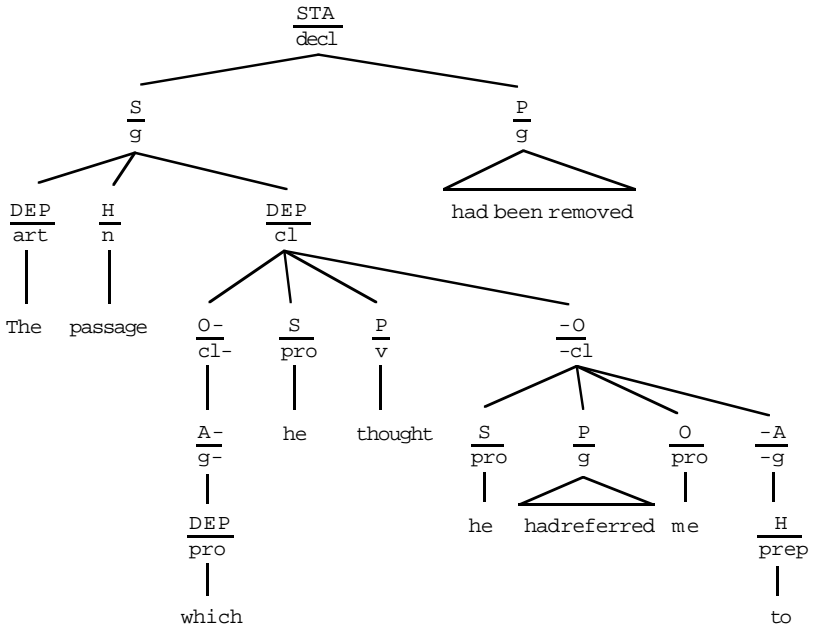 STA
decl
S P
g g
DEP H DEP had been removed
art n cl
The passage O- S P -O
cl- pro v -cl
A- he thought S P O -A
g- pro g pro -g
DEP he hadreferred me H
pro prep
which to